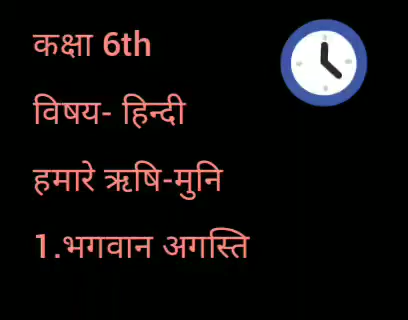 कक्षा 6th
विषय- हिन्दी
हमारे ऋषि-मुनि
1.भगवान अगस्ति